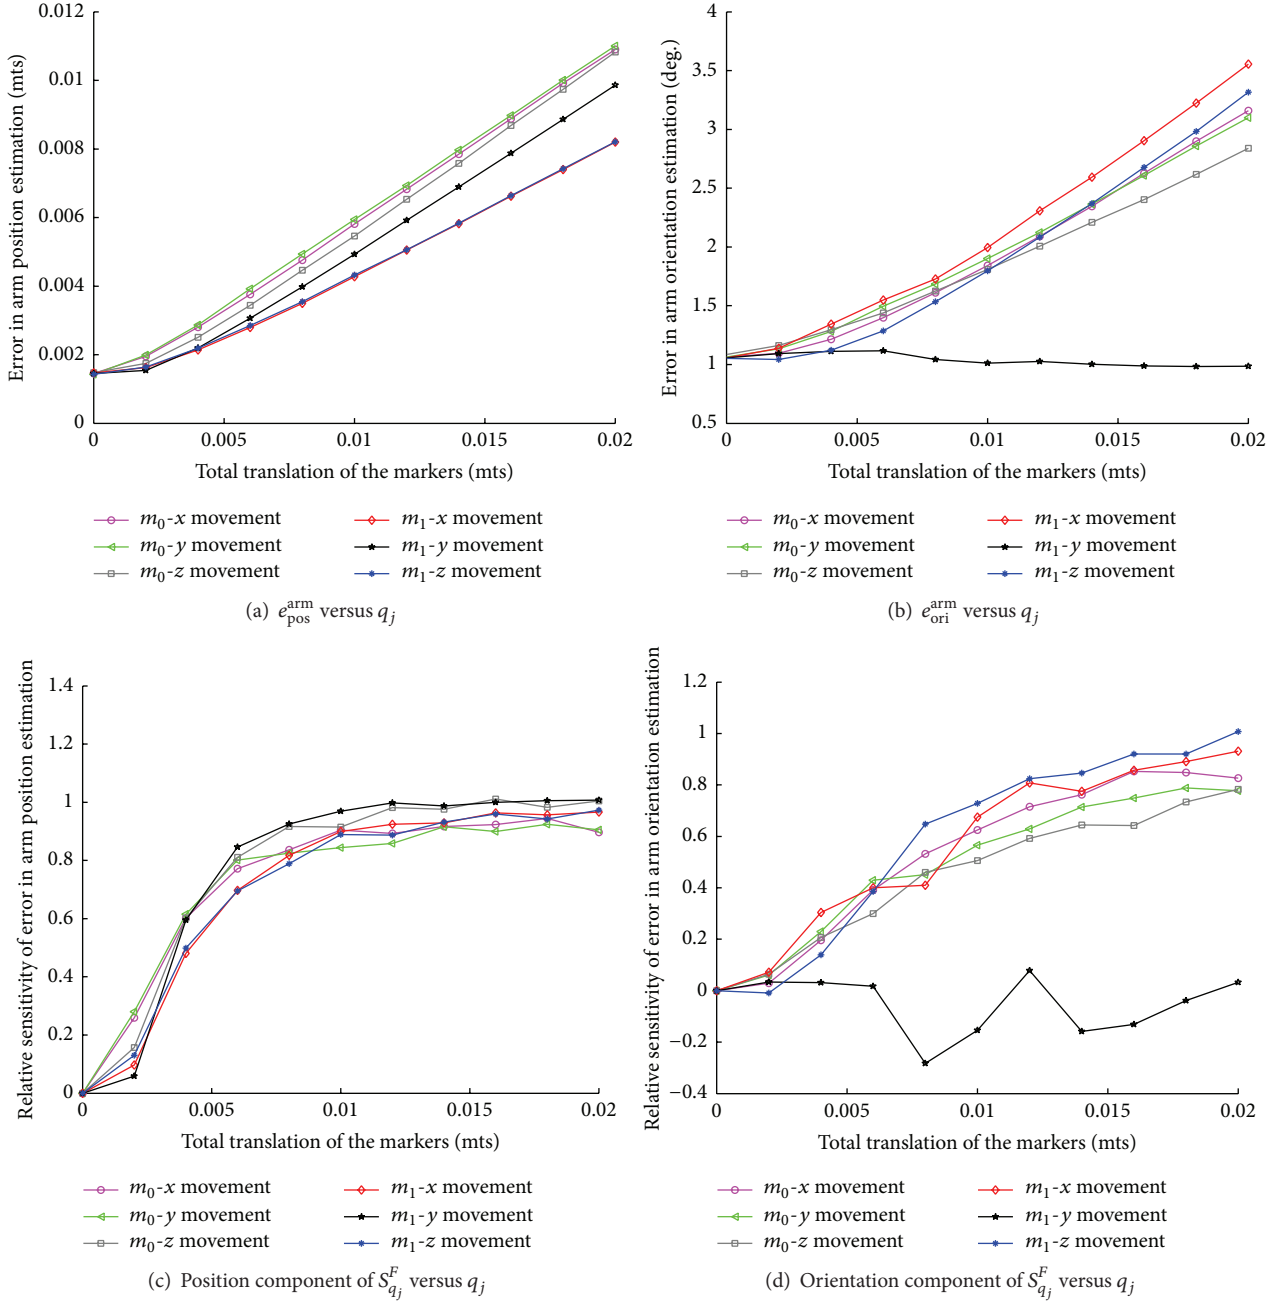 Error in arm position estimation (mts)
0.012
0.01
0.008
0.006
0.004
0.002
0
0 0.005 0.01 0.015 0.02
Total translation of the markers (mts)
m0-x movement m1-x movement
m0-y movement m1-y movement
m0-z movement m1-z movement
(a) e^arm_pos versus q_j
Error in arm orientation estimation (deg.)
4
3.5
3
2.5
2
1.5
1
0.5
0 0.005 0.01 0.015 0.02
Total translation of the markers (mts)
m0-x movement m1-x movement
m0-y movement m1-y movement
m0-z movement m1-z movement
(b) e^arm_ori versus q_j
Relative sensitivity of error in arm position estimation
1.4
1.2
1
0.8
0.6
0.4
0.2
0
0 0.005 0.01 0.015 0.02
Total translation of the markers (mts)
m0-x movement m1-x movement
m0-y movement m1-y movement
m0-z movement m1-z movement
(c) Position component of S^F_q_j versus q_j
Relative sensitivity of error in arm orientation estimation
1.2
1
0.8
0.6
0.4
0.2
0
−0.2
−0.4
0 0.005 0.01 0.015 0.02
Total translation of the markers (mts)
m0-x movement m1-x movement
m0-y movement m1-y movement
m0-z movement m1-z movement
(d) Orientation component of S^F_q_j versus q_j